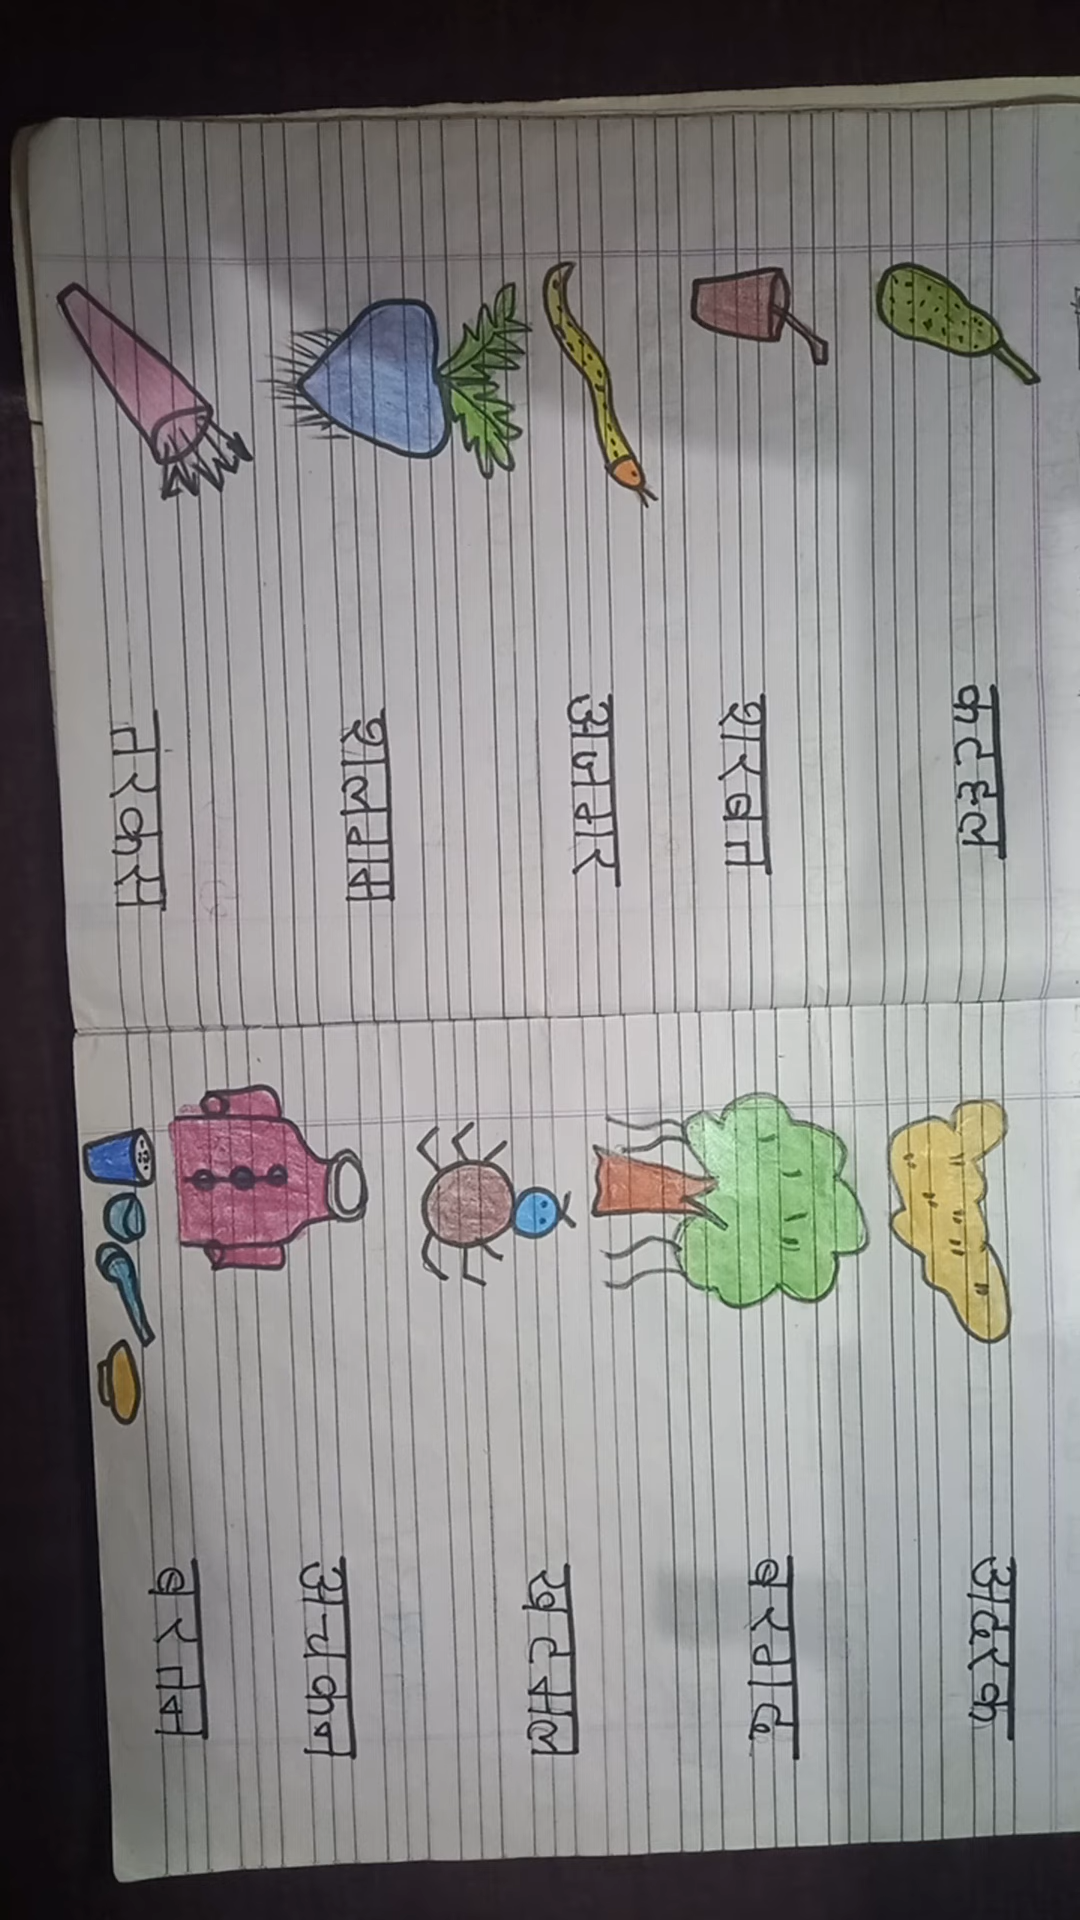 कटहल
शरबत
अजगर
शलगम
तरकस
अदरक
बरगद
खटमल
अचकन
बरतन